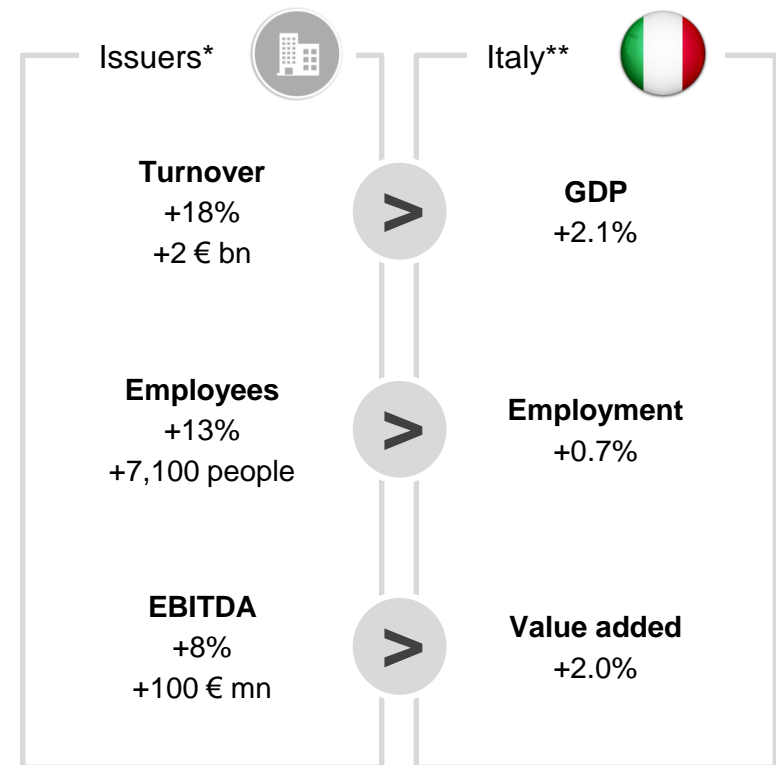 Issuers*
Italy**
Turnover
+18%
+2 € bn
>
GDP
+2.1%
Employees
+13%
+7,100 people
>
Employment
+0.7%
EBITDA
+8%
+100 € mn
>
Value added
+2.0%